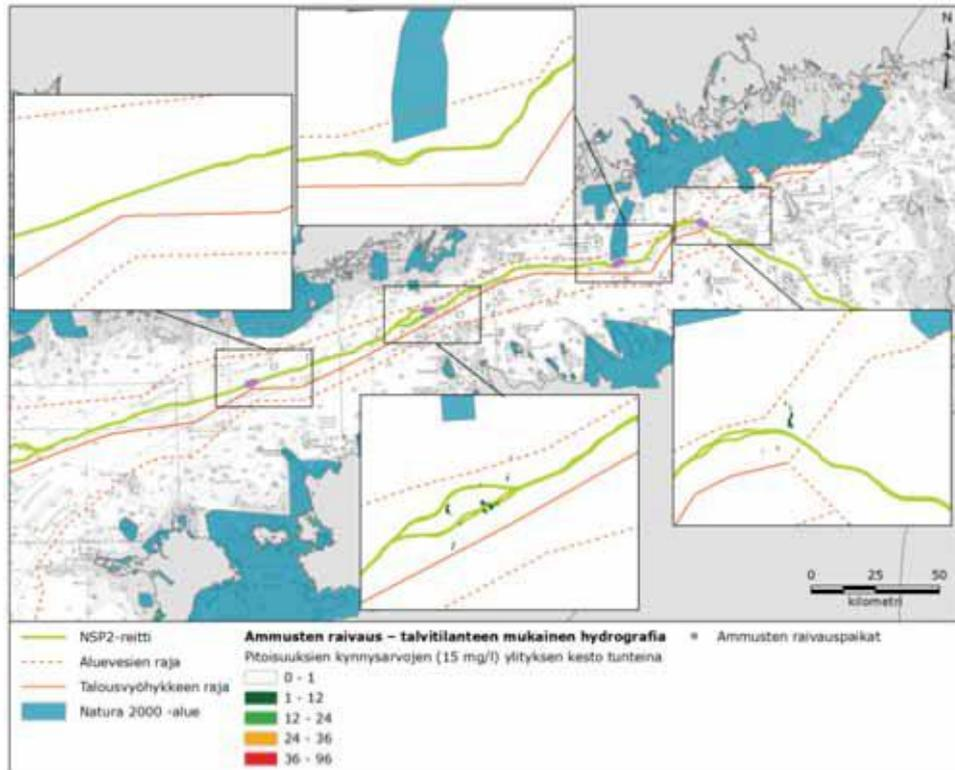 N
0 25 50
kilometri
NSP2-reitti
Aluevesien raja
Talousvyöhykkeen raja
Natura 2000 -alue
Ammusten raivaus – talvitilanteen mukainen hydrografia
Pitoisuuksien kynnysarvojen (15 mg/l) ylityksen kesto tunteina
0 - 1
1 - 12
12 - 24
24 - 36
36 - 96
Ammusten raivauspaikat